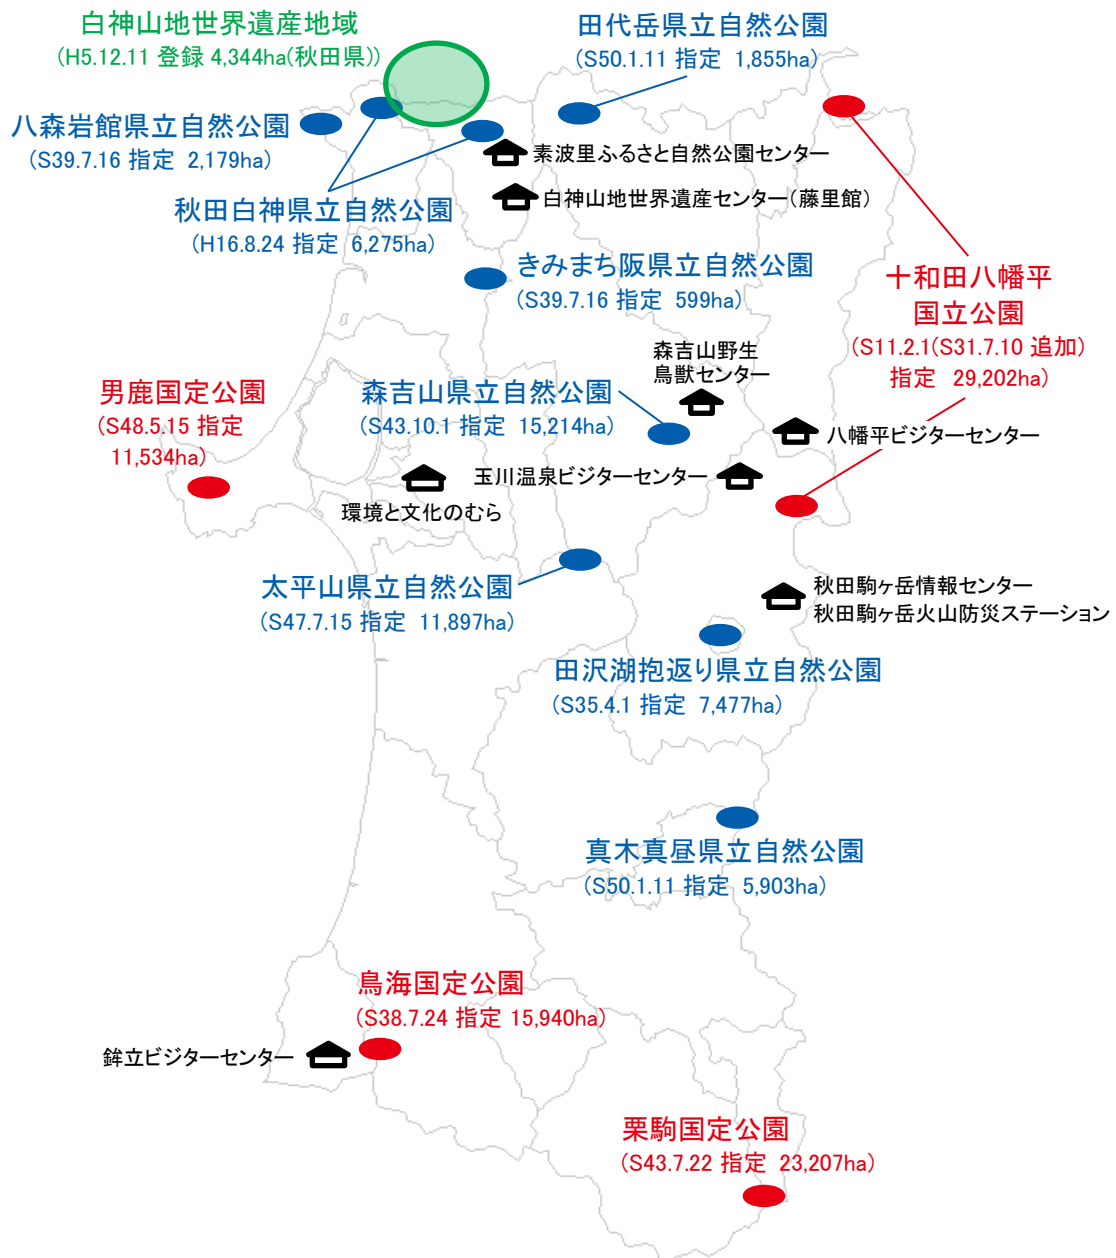 白神山地世界遺産地域
(H5.12.11 登録 4,344ha(秋田県))
田代岳県立自然公園
(S50.1.11 指定 1,855ha)
八森岩館県立自然公園
(S39.7.16 指定 2,179ha)
素波里ふるさと自然公園センター
白神山地世界遺産センター(藤里館)
秋田白神県立自然公園
(H16.8.24 指定 6,275ha)
きみまち阪県立自然公園
(S39.7.16 指定 599ha)
十和田八幡平
国立公園
(S11.2.1(S31.7.10 追加)
指定 29,202ha)
森吉山野生
鳥獣センター
男鹿国定公園
(S48.5.15 指定
11,534ha)
森吉山県立自然公園
(S43.10.1 指定 15,214ha)
八幡平ビジターセンター
玉川温泉ビジターセンター
環境と文化のむら
太平山県立自然公園
(S47.7.15 指定 11,897ha)
秋田駒ヶ岳情報センター
秋田駒ヶ岳火山防災ステーション
田沢湖抱返り県立自然公園
(S35.4.1 指定 7,477ha)
真木真昼県立自然公園
(S50.1.11 指定 5,903ha)
鳥海国定公園
(S38.7.24 指定 15,940ha)
鉾立ビジターセンター
栗駒国定公園
(S43.7.22 指定 23,207ha)